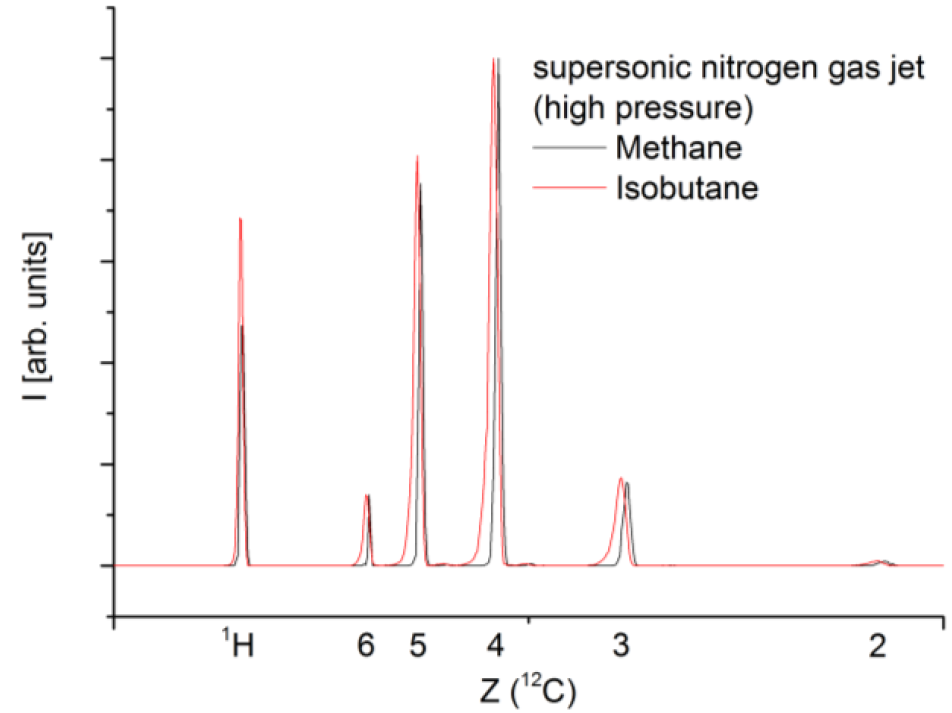 supersonic nitrogen gas jet
(high pressure)
Methane
Isobutane
I [arb. units]
¹H 6 5 4 3 2
Z (¹²C)